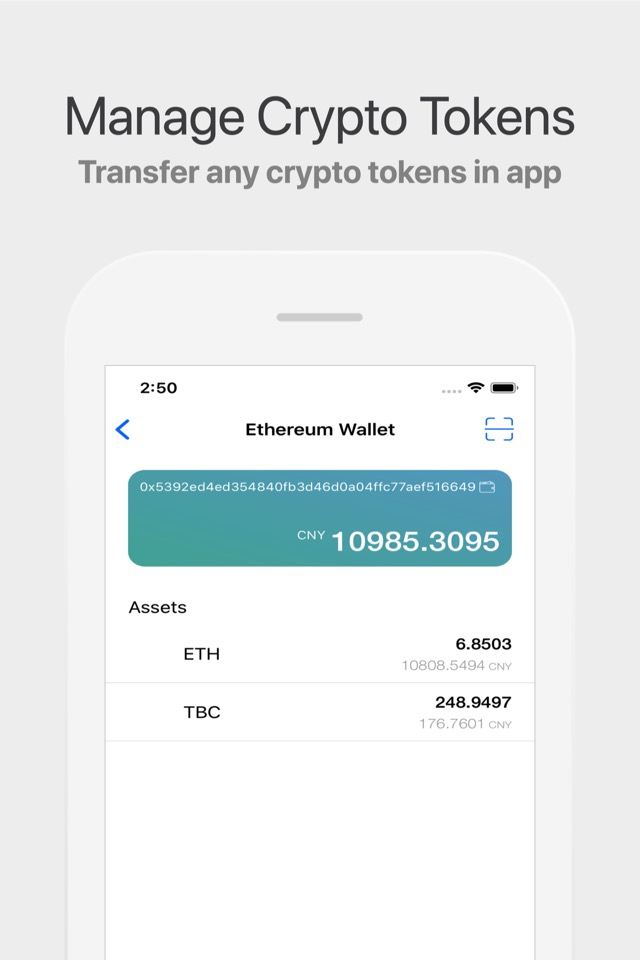 Manage Crypto Tokens
Transfer any crypto tokens in app
2:50
Ethereum Wallet
0x5392ed4ed354840fb3d46d0a04ffc77aef516649
CNY 10985.3095
Assets
ETH 6.8503
10808.5494 CNY
TBC 248.9497
176.7601 CNY